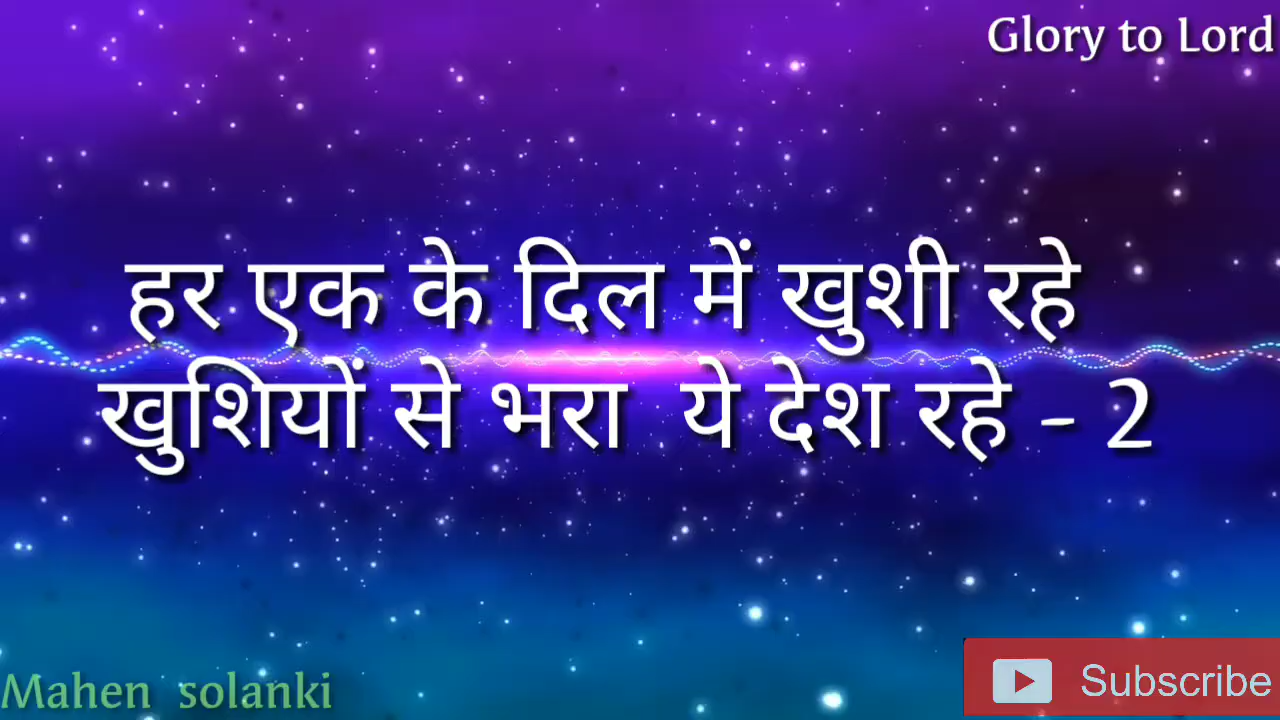 Glory to Lord
हर एक के दिल में खुशी रहे
खुशियों से भरा ये देश रहे - 2
Mahen solanki
Subscribe